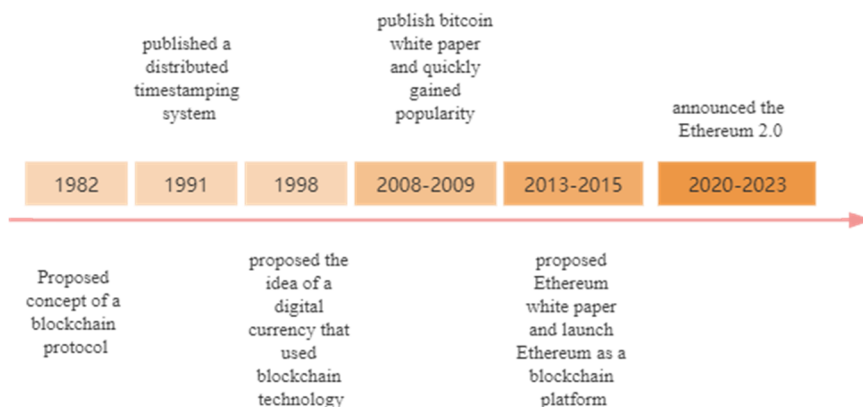 published a
distributed
timestamping
system
publish bitcoin
white paper
and quickly
gained
popularity
announced the
Ethereum 2.0
1982
1991
1998
2008-2009
2013-2015
2020-2023
Proposed
concept of a
blockchain
protocol
proposed the
idea of a
digital
currency that
used
blockchain
technology
proposed
Ethereum
white paper
and launch
Ethereum as a
blockchain
platform